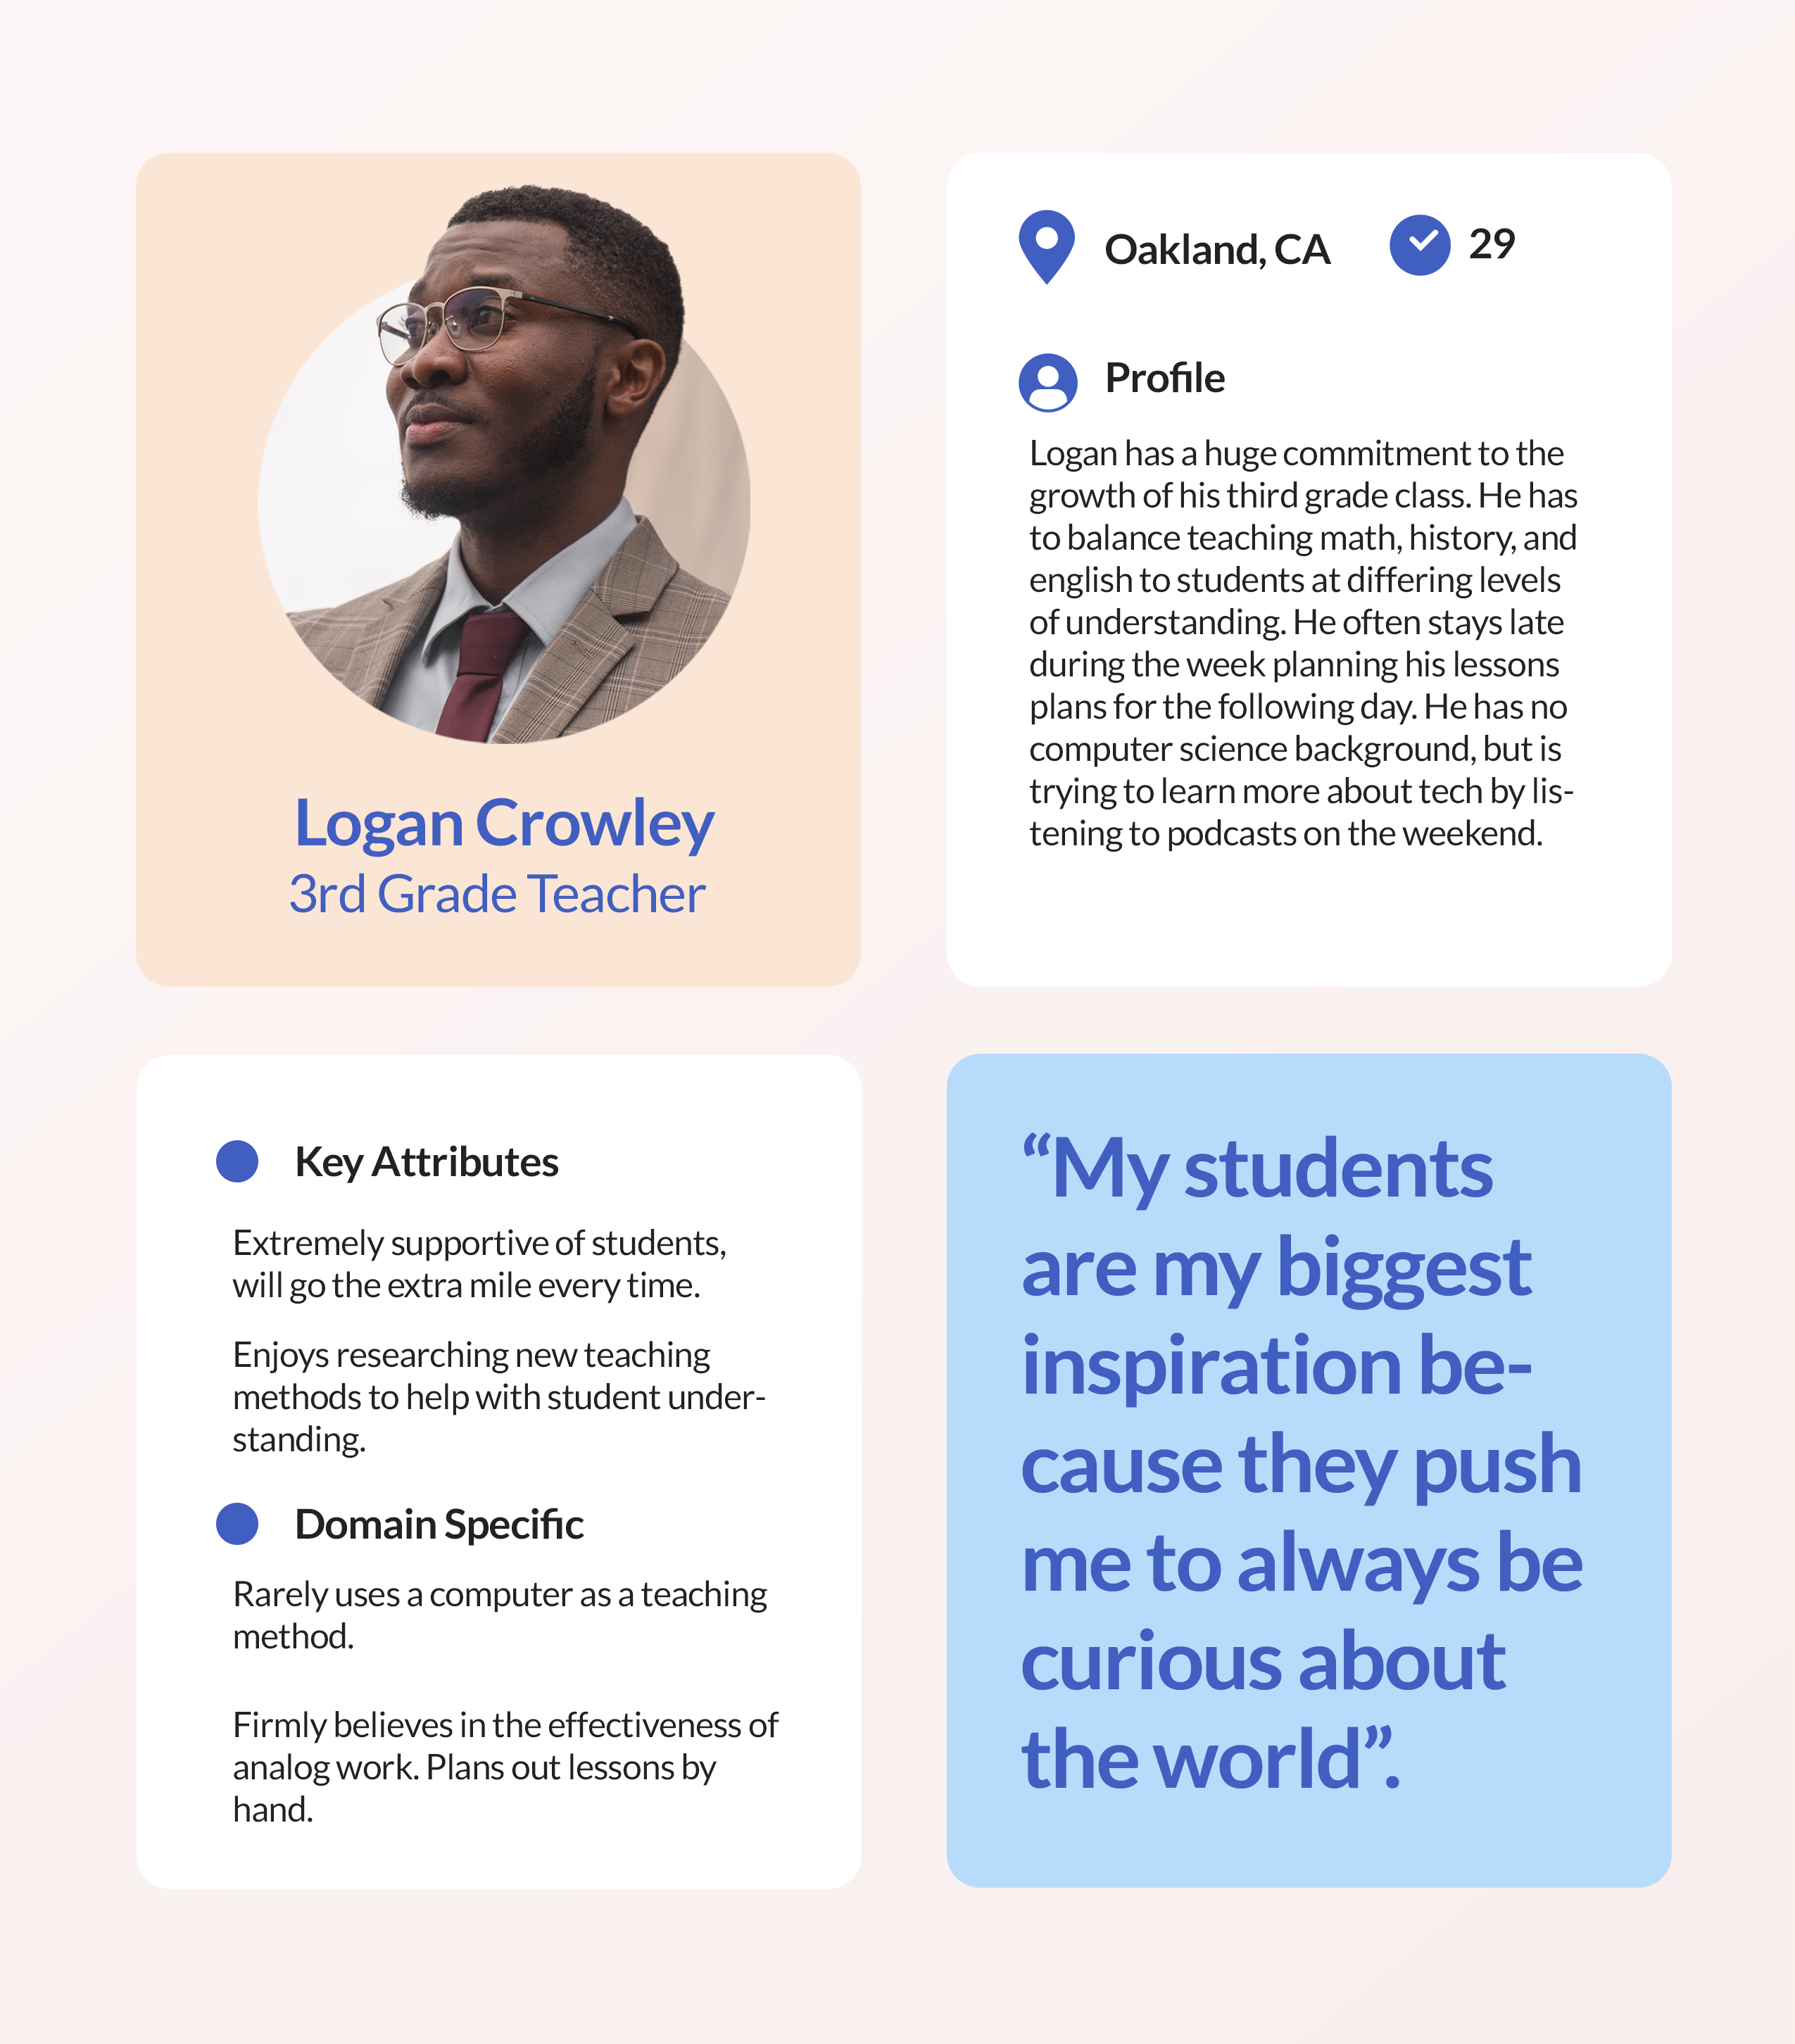 Logan Crowley
3rd Grade Teacher
Oakland, CA
29
Profile
Logan has a huge commitment to the
growth of his third grade class. He has
to balance teaching math, history, and
english to students at differing levels
of understanding. He often stays late
during the week planning his lessons
plans for the following day. He has no
computer science background, but is
trying to learn more about tech by lis-
tening to podcasts on the weekend.
Key Attributes
Extremely supportive of students,
will go the extra mile every time.
Enjoys researching new teaching
methods to help with student under-
standing.
Domain Specific
Rarely uses a computer as a teaching
method.
Firmly believes in the effectiveness of
analog work. Plans out lessons by
hand.
“My students
are my biggest
inspiration be-
cause they push
me to always be
curious about
the world”.